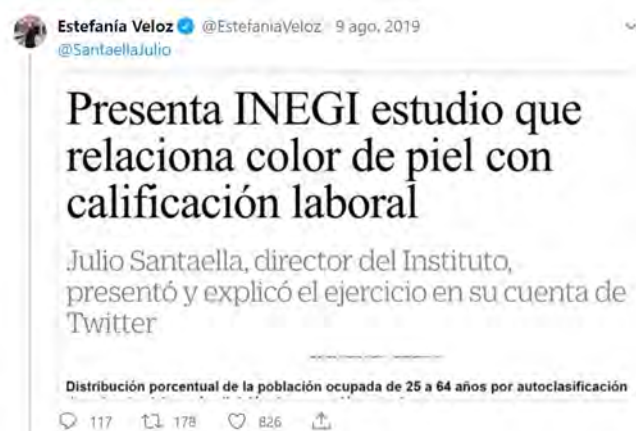 Estefanía Veloz @EstefaniaVeloz · 9 ago. 2019
@SantaellaJulio
Presenta INEGI estudio que
relaciona color de piel con
calificación laboral
Julio Santaella, director del Instituto,
presentó y explicó el ejercicio en su cuenta de
Twitter
Distribución porcentual de la población ocupada de 25 a 64 años por autoclasificación
117 178 826